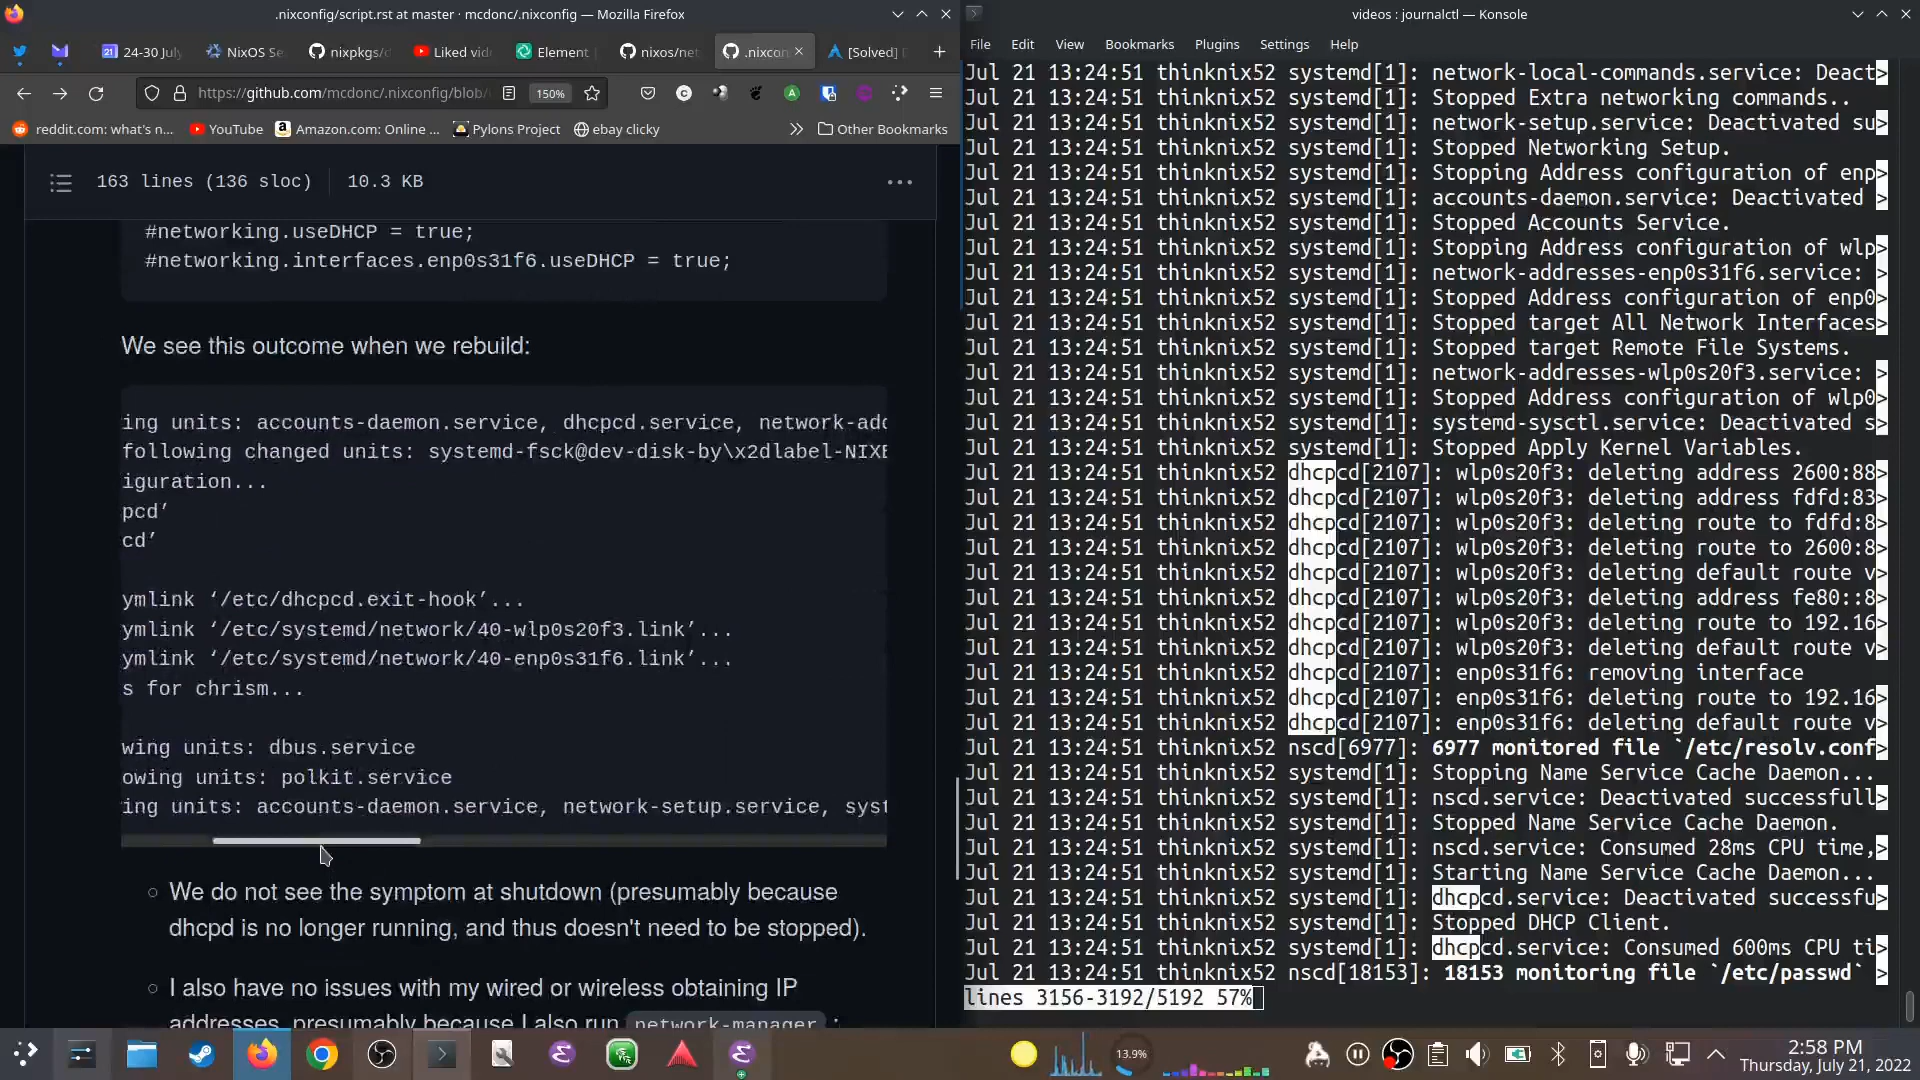 .nixconfig/script.rst at master · mcdonc/.nixconfig — Mozilla Firefox
24-30 July
NixOS Se
nixpkgs/
Liked vid
Element
nixos/net
.nixcon
[Solved]
https://github.com/mcdonc/.nixconfig/blob/
150%
reddit.com: what's n...
YouTube
Amazon.com: Online ...
Pylons Project
ebay clicky
Other Bookmarks
163 lines (136 sloc)
10.3 KB
#networking.useDHCP = true;
#networking.interfaces.enp0s31f6.useDHCP = true;
We see this outcome when we rebuild:
ing units: accounts-daemon.service, dhcpcd.service, network-add
following changed units: systemd-fsck@dev-disk-by\x2dlabel-NIXB
iguration...
pcd’
cd’
ymlink ‘/etc/dhcpcd.exit-hook’...
ymlink ‘/etc/systemd/network/40-wlp0s20f3.link’...
ymlink ‘/etc/systemd/network/40-enp0s31f6.link’...
s for chrism...
wing units: dbus.service
owing units: polkit.service
ing units: accounts-daemon.service, network-setup.service, syst
We do not see the symptom at shutdown (presumably because
dhcpd is no longer running, and thus doesn't need to be stopped).
I also have no issues with my wired or wireless obtaining IP
addresses, presumably because I also run network-manager ;
videos : journalctl — Konsole
File Edit View Bookmarks Plugins Settings Help
Jul 21 13:24:51 thinknix52 systemd[1]: network-local-commands.service: Deact>
Jul 21 13:24:51 thinknix52 systemd[1]: Stopped Extra networking commands..
Jul 21 13:24:51 thinknix52 systemd[1]: network-setup.service: Deactivated su>
Jul 21 13:24:51 thinknix52 systemd[1]: Stopped Networking Setup.
Jul 21 13:24:51 thinknix52 systemd[1]: Stopping Address configuration of enp>
Jul 21 13:24:51 thinknix52 systemd[1]: accounts-daemon.service: Deactivated >
Jul 21 13:24:51 thinknix52 systemd[1]: Stopped Accounts Service.
Jul 21 13:24:51 thinknix52 systemd[1]: Stopping Address configuration of wlp>
Jul 21 13:24:51 thinknix52 systemd[1]: network-addresses-enp0s31f6.service: >
Jul 21 13:24:51 thinknix52 systemd[1]: Stopped Address configuration of enp0>
Jul 21 13:24:51 thinknix52 systemd[1]: Stopped target All Network Interfaces>
Jul 21 13:24:51 thinknix52 systemd[1]: Stopped target Remote File Systems.
Jul 21 13:24:51 thinknix52 systemd[1]: network-addresses-wlp0s20f3.service: >
Jul 21 13:24:51 thinknix52 systemd[1]: Stopped Address configuration of wlp0>
Jul 21 13:24:51 thinknix52 systemd[1]: systemd-sysctl.service: Deactivated s>
Jul 21 13:24:51 thinknix52 systemd[1]: Stopped Apply Kernel Variables.
Jul 21 13:24:51 thinknix52 dhcpcd[2107]: wlp0s20f3: deleting address 2600:88>
Jul 21 13:24:51 thinknix52 dhcpcd[2107]: wlp0s20f3: deleting address fdfd:83>
Jul 21 13:24:51 thinknix52 dhcpcd[2107]: wlp0s20f3: deleting route to fdfd:8>
Jul 21 13:24:51 thinknix52 dhcpcd[2107]: wlp0s20f3: deleting route to 2600:8>
Jul 21 13:24:51 thinknix52 dhcpcd[2107]: wlp0s20f3: deleting default route v>
Jul 21 13:24:51 thinknix52 dhcpcd[2107]: wlp0s20f3: deleting address fe80::8>
Jul 21 13:24:51 thinknix52 dhcpcd[2107]: wlp0s20f3: deleting route to 192.16>
Jul 21 13:24:51 thinknix52 dhcpcd[2107]: wlp0s20f3: deleting default route v>
Jul 21 13:24:51 thinknix52 dhcpcd[2107]: enp0s31f6: removing interface
Jul 21 13:24:51 thinknix52 dhcpcd[2107]: enp0s31f6: deleting route to 192.16>
Jul 21 13:24:51 thinknix52 dhcpcd[2107]: enp0s31f6: deleting default route v>
Jul 21 13:24:51 thinknix52 nscd[6977]: 6977 monitored file `/etc/resolv.conf>
Jul 21 13:24:51 thinknix52 systemd[1]: Stopping Name Service Cache Daemon...
Jul 21 13:24:51 thinknix52 systemd[1]: nscd.service: Deactivated successfull>
Jul 21 13:24:51 thinknix52 systemd[1]: Stopped Name Service Cache Daemon.
Jul 21 13:24:51 thinknix52 systemd[1]: nscd.service: Consumed 28ms CPU time,>
Jul 21 13:24:51 thinknix52 systemd[1]: Starting Name Service Cache Daemon...
Jul 21 13:24:51 thinknix52 systemd[1]: dhcpcd.service: Deactivated successfu>
Jul 21 13:24:51 thinknix52 systemd[1]: Stopped DHCP Client.
Jul 21 13:24:51 thinknix52 systemd[1]: dhcpcd.service: Consumed 600ms CPU ti>
Jul 21 13:24:51 thinknix52 nscd[18153]: 18153 monitoring file `/etc/passwd` >
lines 3156-3192/5192 57%
13.9%
2:58 PM
Thursday, July 21, 2022